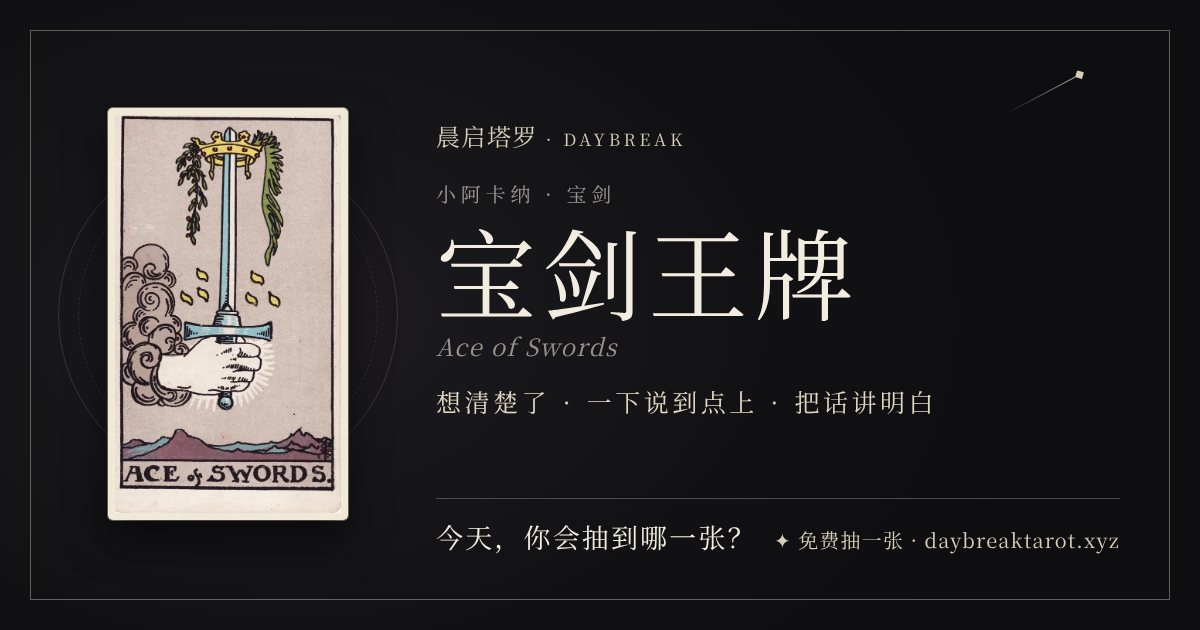 ACE of SWORDS.
晨启塔罗 · DAYBREAK
小阿卡纳 · 宝剑
宝剑王牌
Ace of Swords
想清楚了 · 一下说到点上 · 把话讲明白
今天，你会抽到哪一张？ ✦ 免费抽一张 · daybreaktarot.xyz